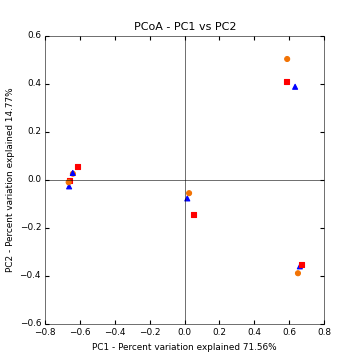 PCoA - PC1 vs PC2
0.6
0.4
0.2
0.0
−0.2
−0.4
−0.6
PC2 - Percent variation explained 14.77%
−0.8 −0.6 −0.4 −0.2 0.0 0.2 0.4 0.6 0.8
PC1 - Percent variation explained 71.56%